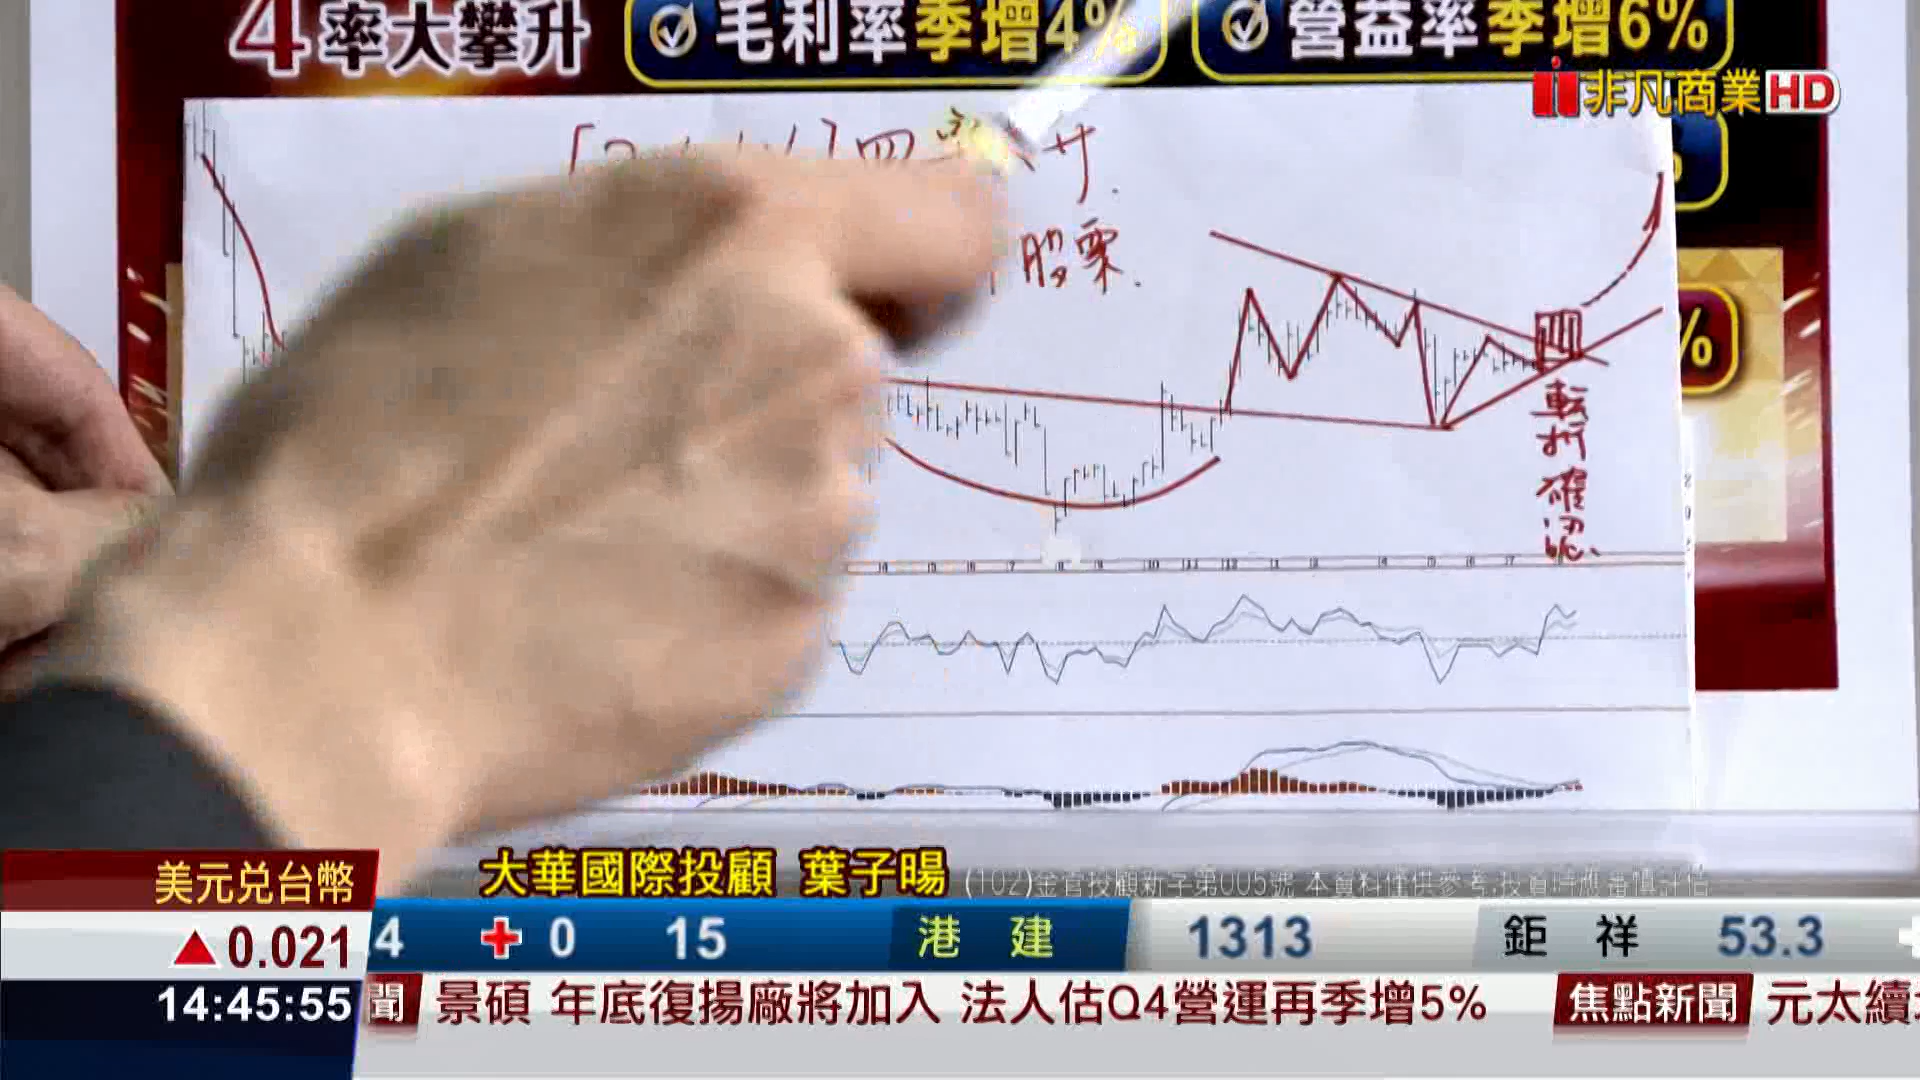 4率大攀升
毛利率季增4%
營益率季增6%
非凡商業HD
%
四
升
股票
轉折確認
%
美元兌台幣
大華國際投顧 葉子暘
(102)金管投顧新字第005號 本資料僅供參考,投資時應審慎評估
▲0.021
4 + 0 15 港建 1313 鉅祥 53.3
14:45:55
聞 景碩 年底復揚廠將加入 法人估Q4營運再季增5% 焦點新聞 元太續